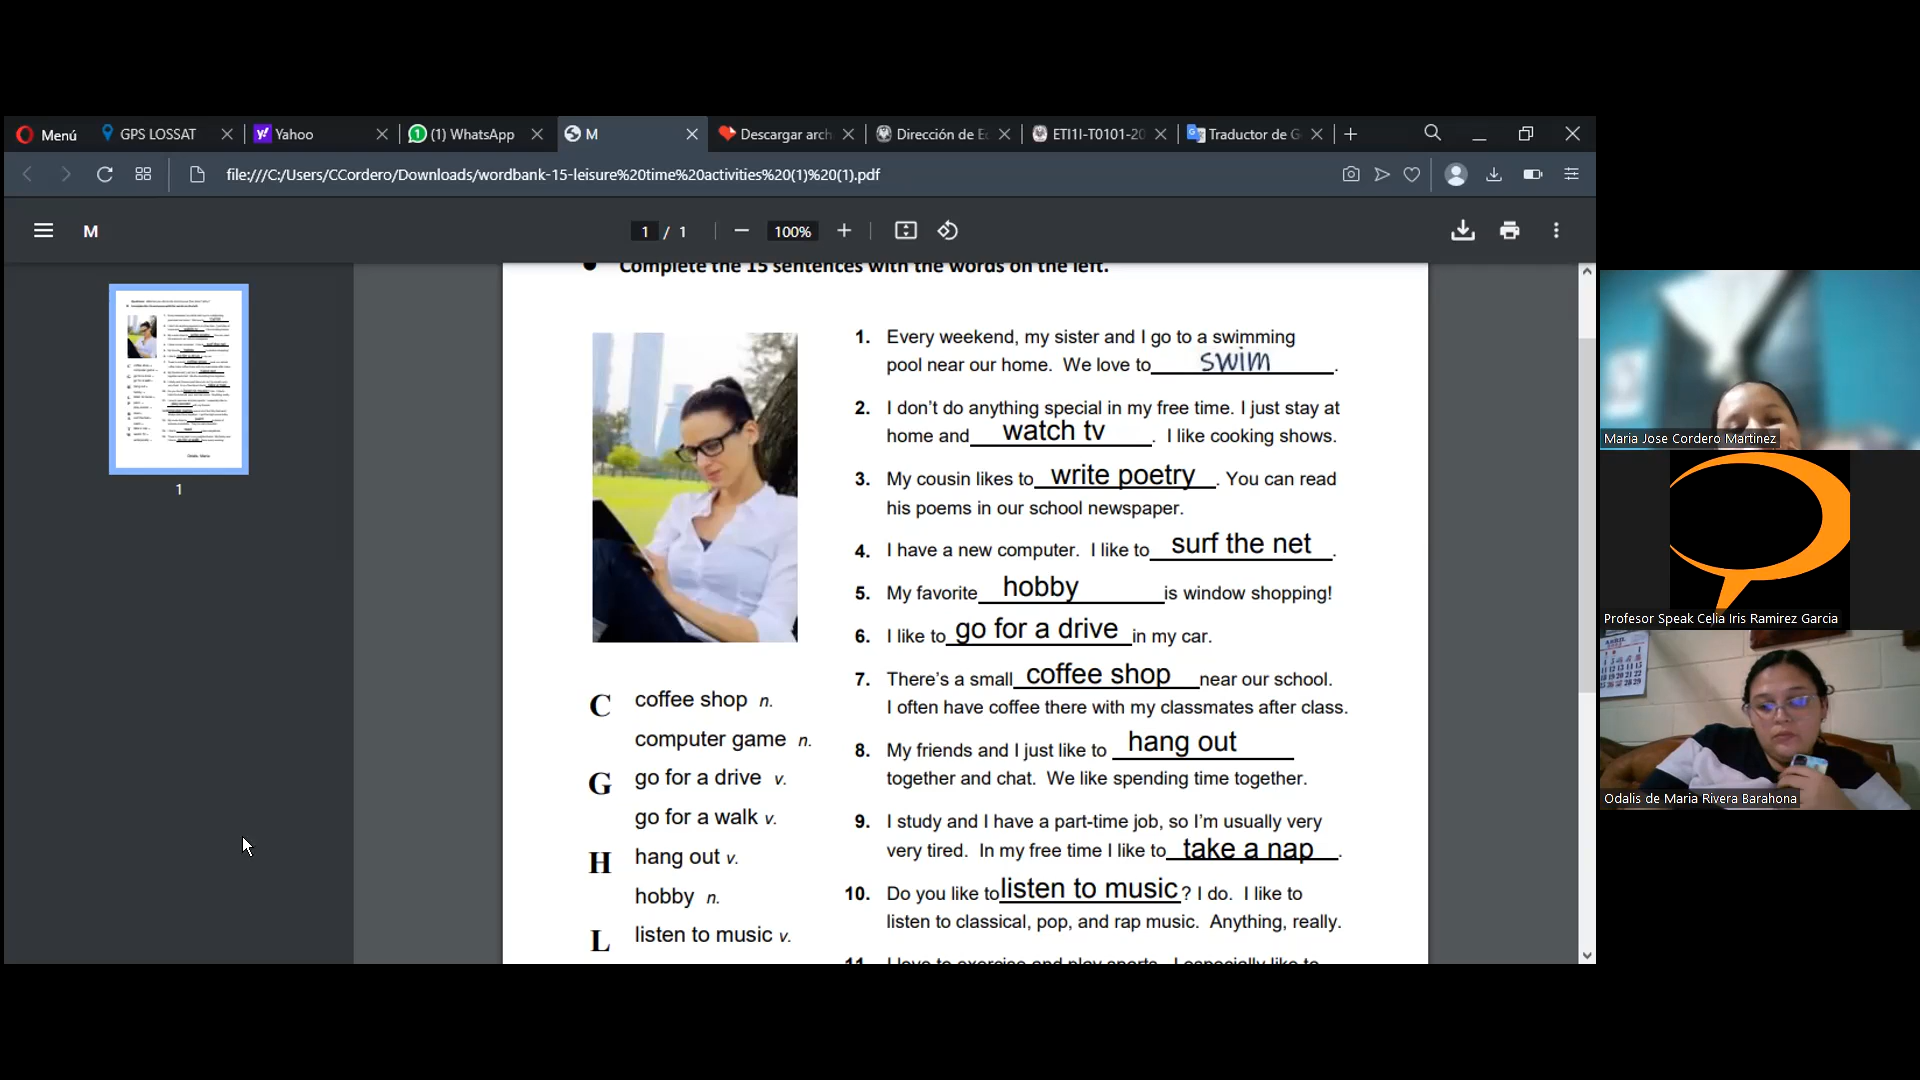 Menú
GPS LOSSAT
Yahoo
(1) WhatsApp
M
Descargar arch
Dirección de Ec
ETI1I-T0101-20
Traductor de G
file:///C:/Users/CCordero/Downloads/wordbank-15-leisure%20time%20activities%20(1)%20(1).pdf
M
1 / 1
100%
Complete the 15 sentences with the words on the left.
1. Every weekend, my sister and I go to a swimming
pool near our home. We love to swim.
2. I don't do anything special in my free time. I just stay at
home and watch tv. I like cooking shows.
3. My cousin likes to write poetry. You can read
his poems in our school newspaper.
4. I have a new computer. I like to surf the net.
5. My favorite hobby is window shopping!
6. I like to go for a drive in my car.
7. There's a small coffee shop near our school.
I often have coffee there with my classmates after class.
8. My friends and I just like to hang out
together and chat. We like spending time together.
9. I study and I have a part-time job, so I'm usually very
very tired. In my free time I like to take a nap.
10. Do you like to listen to music? I do. I like to
listen to classical, pop, and rap music. Anything, really.
C coffee shop n.
computer game n.
G go for a drive v.
go for a walk v.
H hang out v.
hobby n.
L listen to music v.
1
Maria Jose Cordero Martinez
Profesor Speak Celia Iris Ramirez Garcia
ABRIL
Odalis de Maria Rivera Barahona